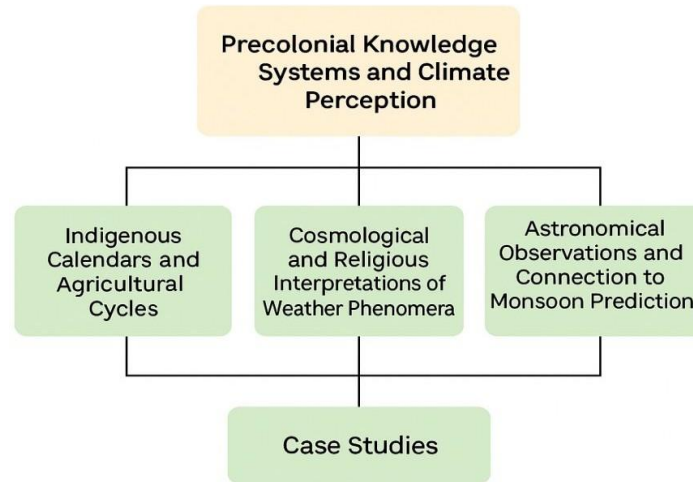 Precolonial Knowledge
Systems and Climate
Perception
Indigenous
Calendars and
Agricultural
Cycles
Cosmological
and Religious
Interpretations of
Weather Phenomera
Astronomical
Observations and
Connection to
Monsoon Prediction
Case Studies